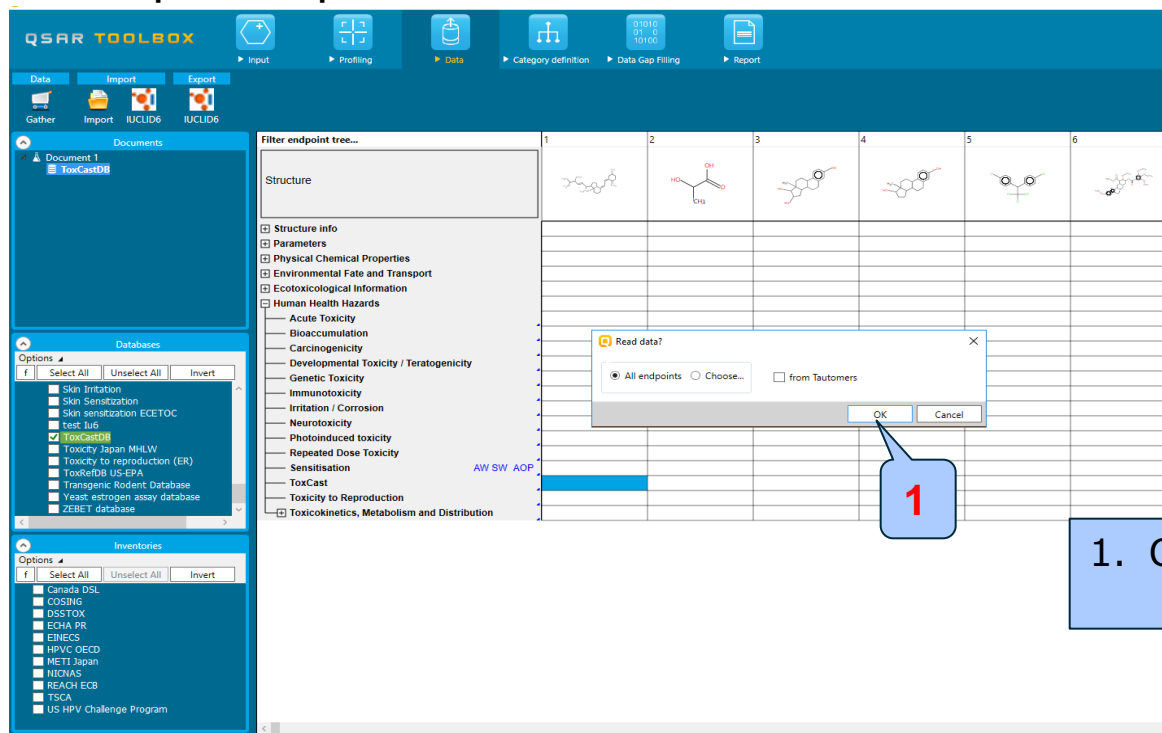 QSAR TOOLBOX
01010
01 0
10100
Input
Profiling
Data
Category definition
Data Gap Filling
Report
Data Import Export
Gather Import IUCLID6 IUCLID6
Documents
Document 1
ToxCastDB
Databases
Options
f Select All Unselect All Invert
Skin Irritation
Skin Sensitization
Skin sensitization ECETOC
test Iu6
ToxCastDB
Toxicity Japan MHLW
Toxicity to reproduction (ER)
ToxRefDB US-EPA
Transgenic Rodent Database
Yeast estrogen assay database
ZEBET database
Inventories
Options
f Select All Unselect All Invert
Canada DSL
COSING
DSSTOX
ECHA PR
EINECS
HPVC OECD
METI Japan
NICNAS
REACH ECB
TSCA
US HPV Challenge Program
Filter endpoint tree... 1 2 3 4 5 6
Structure
HO OH O CH3
Structure info
Parameters
Physical Chemical Properties
Environmental Fate and Transport
Ecotoxicological Information
Human Health Hazards
Acute Toxicity
Bioaccumulation
Carcinogenicity
Developmental Toxicity / Teratogenicity
Genetic Toxicity
Immunotoxicity
Irritation / Corrosion
Neurotoxicity
Photoinduced toxicity
Repeated Dose Toxicity
Sensitisation AW SW AOP
ToxCast
Toxicity to Reproduction
Toxicokinetics, Metabolism and Distribution
Read data?
All endpoints Choose... from Tautomers
OK Cancel
1
1.